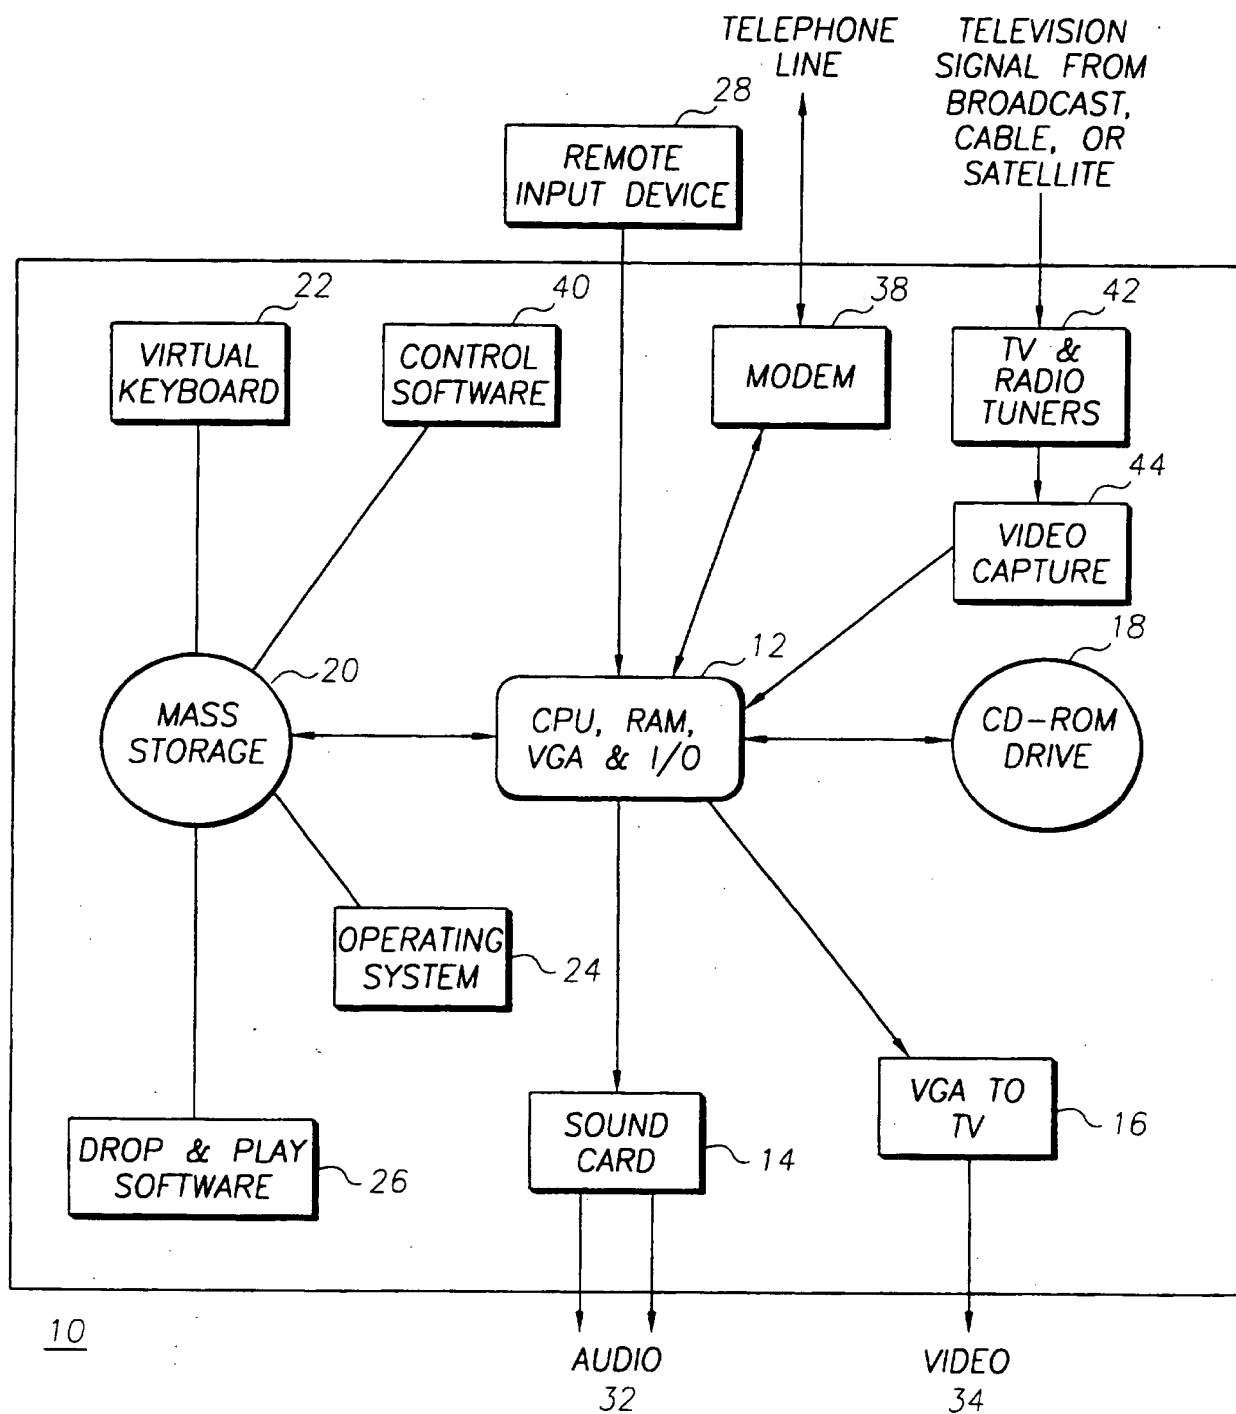 TELEPHONE
LINE
TELEVISION
SIGNAL FROM
BROADCAST,
CABLE, OR
SATELLITE
28
REMOTE
INPUT DEVICE
22
VIRTUAL
KEYBOARD
40
CONTROL
SOFTWARE
38
MODEM
42
TV &
RADIO
TUNERS
44
VIDEO
CAPTURE
20
MASS
STORAGE
12
CPU, RAM,
VGA & I/O
18
CD-ROM
DRIVE
OPERATING
SYSTEM
24
DROP & PLAY
SOFTWARE
26
SOUND
CARD
14
VGA TO
TV
16
10
AUDIO
32
VIDEO
34